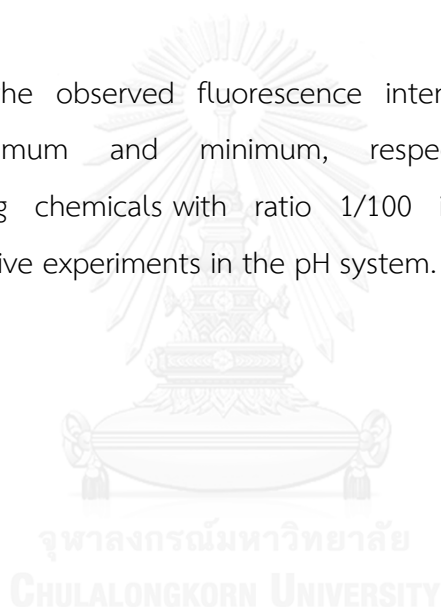 he observed fluorescence inter
mum and minimum, respe
g chemicals with ratio 1/100 i
ive experiments in the pH system.
จุฬาลงกรณ์มหาวิทยาลัย
CHULALONGKORN UNIVERSITY